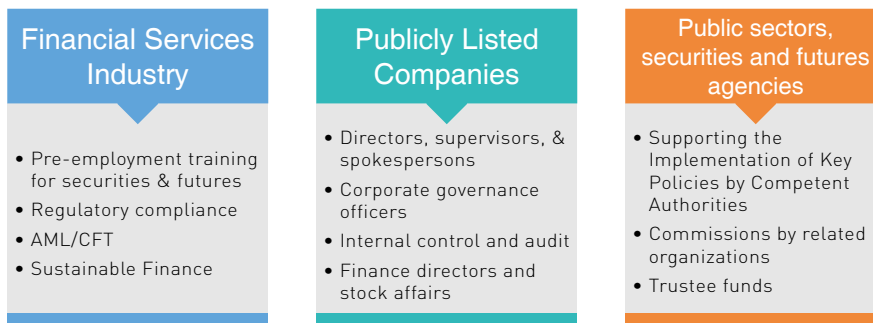 Financial Services
Industry
• Pre-employment training
for securities & futures
• Regulatory compliance
• AML/CFT
• Sustainable Finance
Publicly Listed
Companies
• Directors, supervisors, &
spokespersons
• Corporate governance
officers
• Internal control and audit
• Finance directors and
stock affairs
Public sectors,
securities and futures
agencies
• Supporting the
Implementation of Key
Policies by Competent
Authorities
• Commissions by related
organizations
• Trustee funds